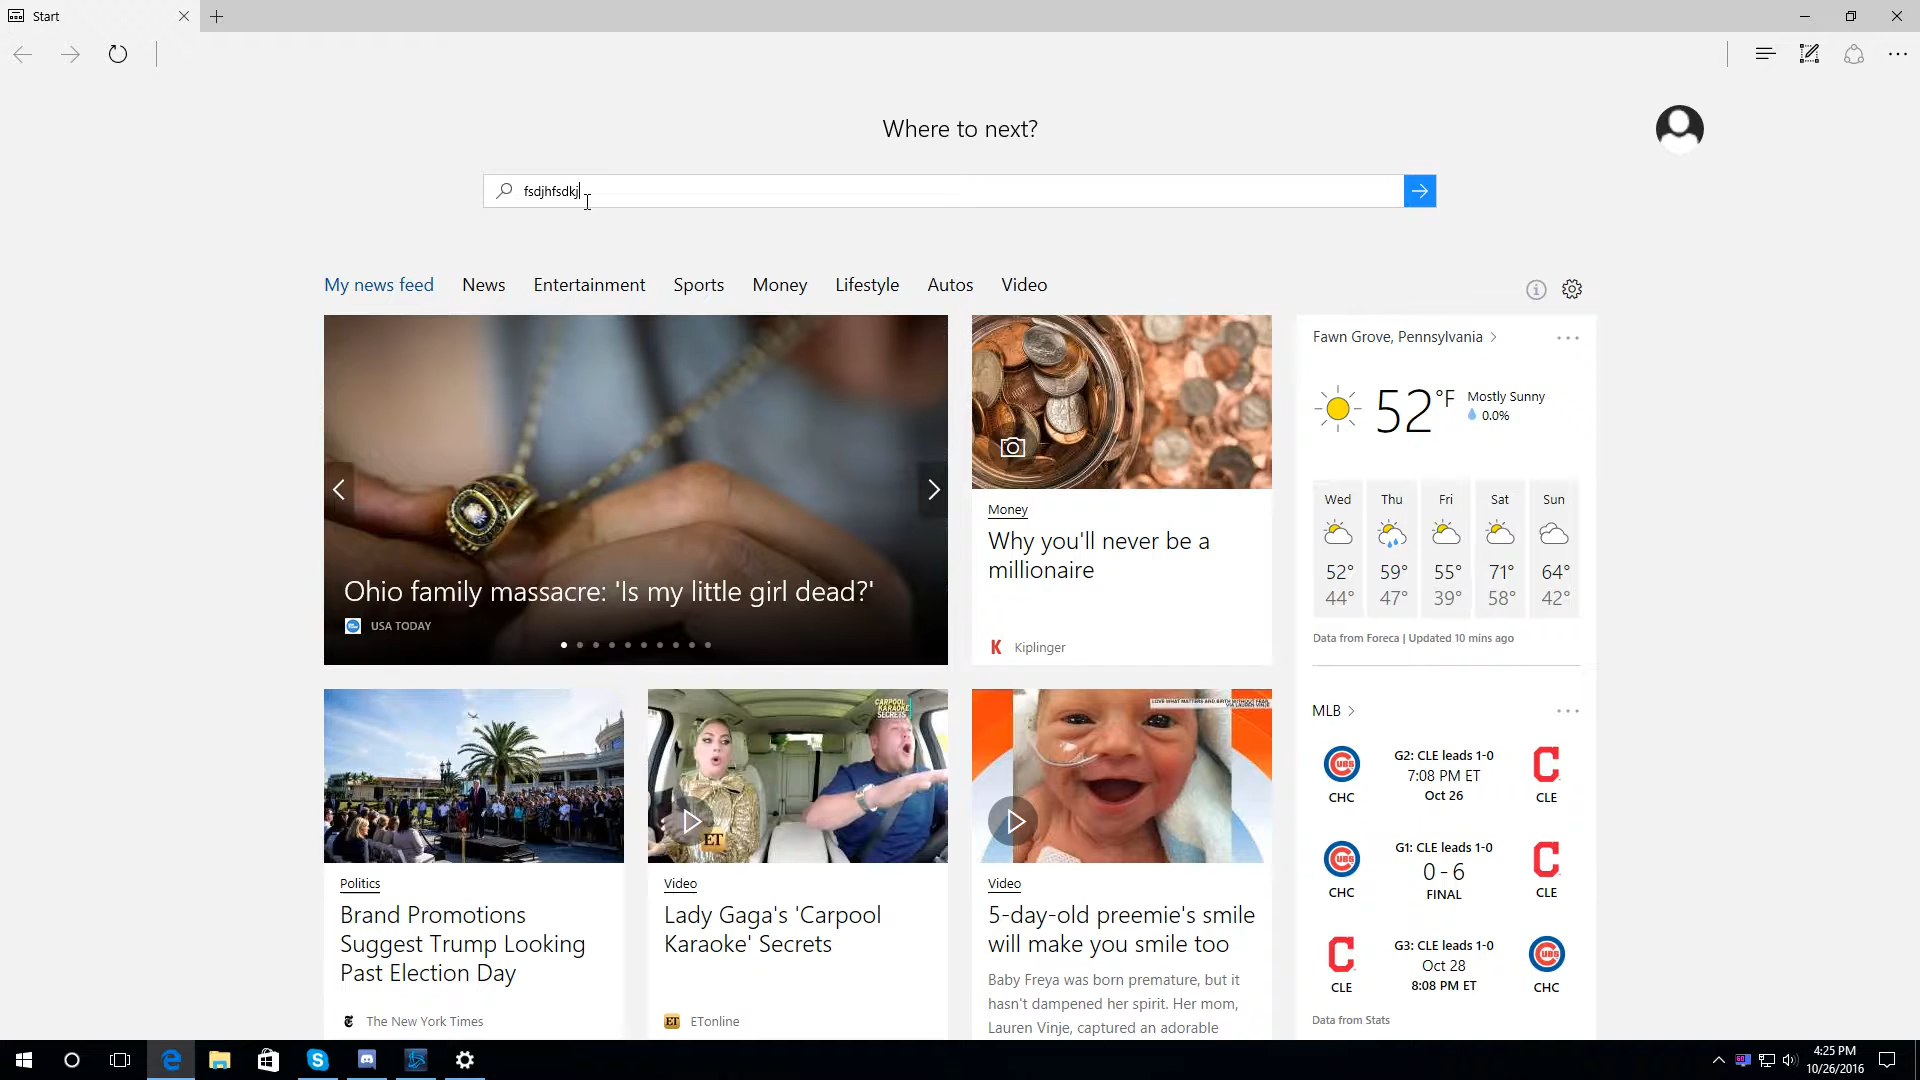 Start
Where to next?
fsdjhfsdkj
My news feed
News
Entertainment
Sports
Money
Lifestyle
Autos
Video
Ohio family massacre: 'Is my little girl dead?'
USA TODAY
Money
Why you'll never be a
millionaire
K
Kiplinger
Fawn Grove, Pennsylvania
52°F
Mostly Sunny
0.0%
Wed Thu Fri Sat Sun
52° 59° 55° 71° 64°
44° 47° 39° 58° 42°
Data from Foreca | Updated 10 mins ago
Politics
Brand Promotions
Suggest Trump Looking
Past Election Day
The New York Times
CARPOOL
KARAOKE
SECRETS
ET
Video
Lady Gaga's 'Carpool
Karaoke' Secrets
ET
ETonline
Video
5-day-old preemie's smile
will make you smile too
Baby Freya was born premature, but it
hasn't dampened her spirit. Her mom,
Lauren Vinje, captured an adorable
MLB
CUBS
CHC
G2: CLE leads 1-0
7:08 PM ET
Oct 26
C
CLE
CUBS
CHC
G1: CLE leads 1-0
0 - 6
FINAL
C
CLE
C
CLE
G3: CLE leads 1-0
Oct 28
8:08 PM ET
CUBS
CHC
Data from Stats
4:25 PM
10/26/2016